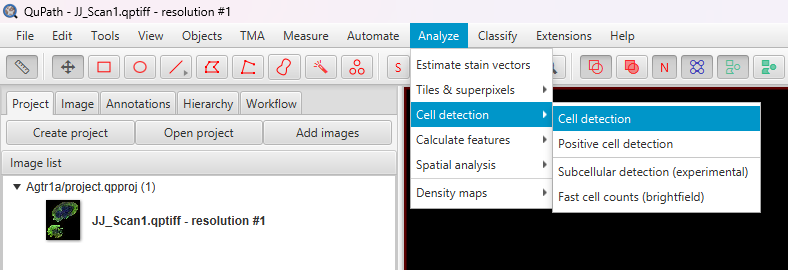 QuPath - JJ_Scan1.qptiff - resolution #1
File Edit Tools View Objects TMA Measure Automate Analyze Classify Extensions Help
S
N
Estimate stain vectors
Tiles & superpixels
Cell detection
Calculate features
Spatial analysis
Density maps
Cell detection
Positive cell detection
Subcellular detection (experimental)
Fast cell counts (brightfield)
Project Image Annotations Hierarchy Workflow
Create project Open project Add images
Image list
Agtr1a/project.qpproj (1)
JJ_Scan1.qptiff - resolution #1